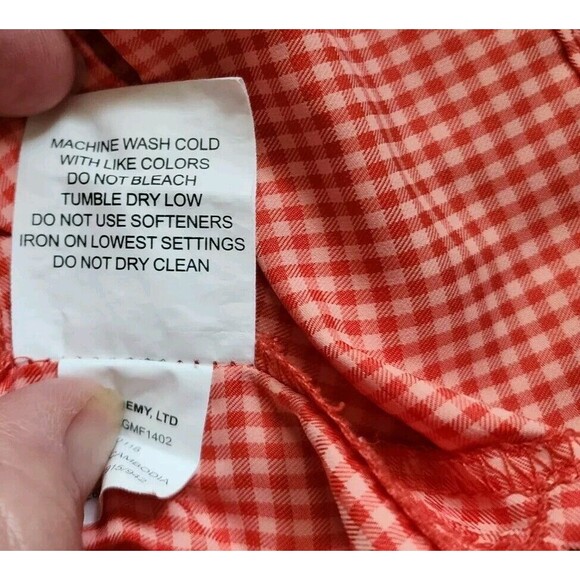 MACHINE WASH COLD
WITH LIKE COLORS
DO NOT BLEACH
TUMBLE DRY LOW
DO NOT USE SOFTENERS
IRON ON LOWEST SETTINGS
DO NOT DRY CLEAN
EMY, LTD
GMF1402